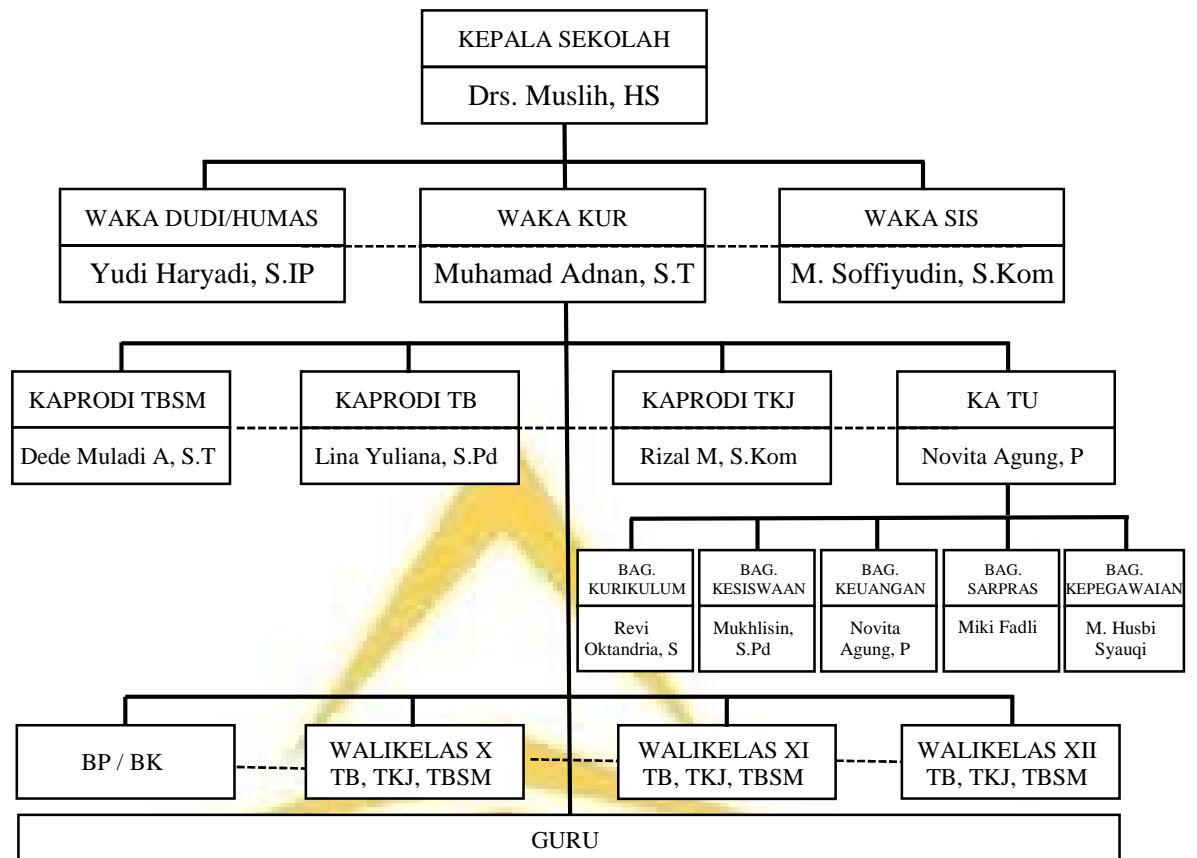 KEPALA SEKOLAH
Drs. Muslih, HS
WAKA DUDI/HUMAS
Yudi Haryadi, S.IP
WAKA KUR
Muhamad Adnan, S.T
WAKA SIS
M. Soffiyudin, S.Kom
KAPRODI TBSM
Dede Muladi A, S.T
KAPRODI TB
Lina Yuliana, S.Pd
KAPRODI TKJ
Rizal M, S.Kom
KA TU
Novita Agung, P
BAG.
KURIKULUM
Revi
Oktandria, S
BAG.
KESISWAAN
Mukhlisin,
S.Pd
BAG.
KEUANGAN
Novita
Agung, P
BAG.
SARPRAS
Miki Fadli
BAG.
KEPEGAWAIAN
M. Husbi
Syauqi
BP / BK
WALIKELAS X
TB, TKJ, TBSM
WALIKELAS XI
TB, TKJ, TBSM
WALIKELAS XII
TB, TKJ, TBSM
GURU